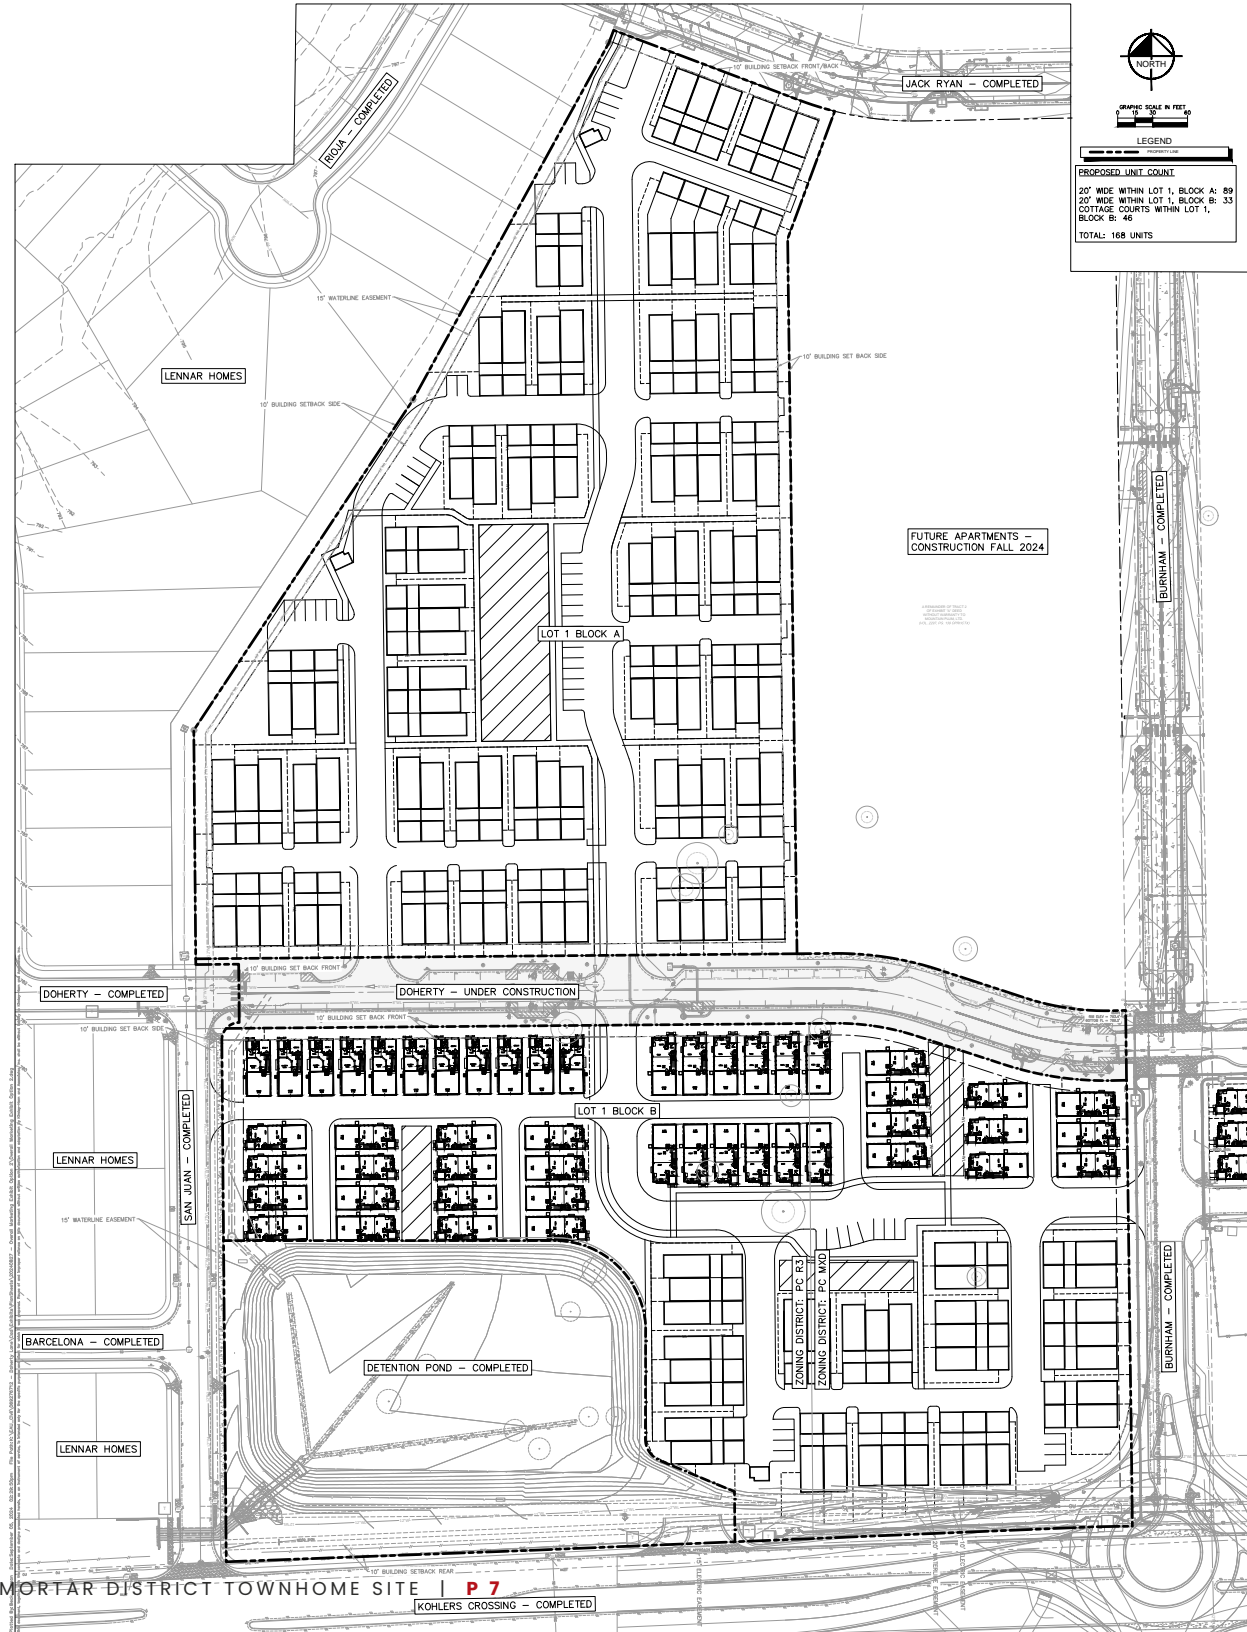 10' BUILDING SETBACK FRONT/BACK
JACK RYAN – COMPLETED
NORTH
GRAPHIC SCALE IN FEET
0 15 30 60
LEGEND
PROPERTY LINE
PROPOSED UNIT COUNT
20' WIDE WITHIN LOT 1, BLOCK A: 89
20' WIDE WITHIN LOT 1, BLOCK B: 33
COTTAGE COURTS WITHIN LOT 1,
BLOCK B: 46
TOTAL: 168 UNITS
RIOJA – COMPLETED
15' WATERLINE EASEMENT
10' BUILDING SET BACK SIDE
LENNAR HOMES
10' BUILDING SETBACK SIDE
BURNHAM – COMPLETED
FUTURE APARTMENTS –
CONSTRUCTION FALL 2024
LOT 1 BLOCK A
10' BUILDING SET BACK FRONT
DOHERTY – COMPLETED
DOHERTY – UNDER CONSTRUCTION
10' BUILDING SET BACK FRONT
10' BUILDING SET BACK SIDE
LOT 1 BLOCK B
SAN JUAN – COMPLETED
LENNAR HOMES
15' WATERLINE EASEMENT
ZONING DISTRICT: PC R3
ZONING DISTRICT: PC MXD
BURNHAM – COMPLETED
BARCELONA – COMPLETED
DETENTION POND – COMPLETED
LENNAR HOMES
10' BUILDING SETBACK REAR
MORTAR DISTRICT TOWNHOME SITE | P 7
KOHLERS CROSSING – COMPLETED